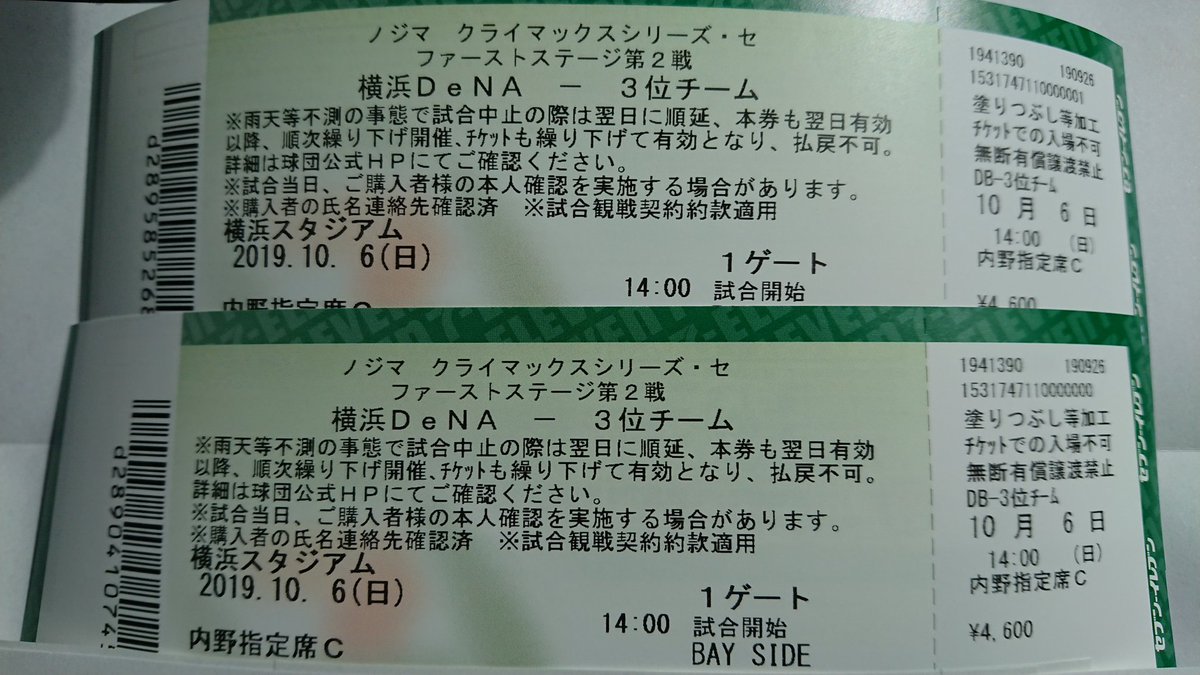 ノジマ クライマックスシリーズ・セ
ファーストステージ第2戦
横浜DeNA － 3位チーム
※雨天等不測の事態で試合中止の際は翌日に順延、本券も翌日有効
以降、順次繰り下げ開催、ﾁｹｯﾄも繰り下げて有効となり、払戻不可。
詳細は球団公式HPにてご確認ください。
※試合当日、ご購入者様の本人確認を実施する場合があります。
※購入者の氏名連絡先確認済 ※試合観戦契約約款適用
横浜スタジアム
2019.10. 6(日)
1ゲート
14:00 試合開始
内野指定席C
d28958526
1941390 190926
1531747110000001
塗りつぶし等加工
ﾁｹｯﾄでの入場不可
無断有償譲渡禁止
DB-3位ﾁｰﾑ
10月 6日
14:00 (日)
内野指定席C
¥4,600
ノジマ クライマックスシリーズ・セ
ファーストステージ第2戦
横浜DeNA － 3位チーム
※雨天等不測の事態で試合中止の際は翌日に順延、本券も翌日有効
以降、順次繰り下げ開催、ﾁｹｯﾄも繰り下げて有効となり、払戻不可。
詳細は球団公式HPにてご確認ください。
※試合当日、ご購入者様の本人確認を実施する場合があります。
※購入者の氏名連絡先確認済 ※試合観戦契約約款適用
横浜スタジアム
2019.10. 6(日)
1ゲート
14:00 試合開始
内野指定席C
BAY SIDE
d28904107
1941390 190926
1531747110000000
塗りつぶし等加工
ﾁｹｯﾄでの入場不可
無断有償譲渡禁止
DB-3位ﾁｰﾑ
10月 6日
14:00 (日)
内野指定席C
¥4,600